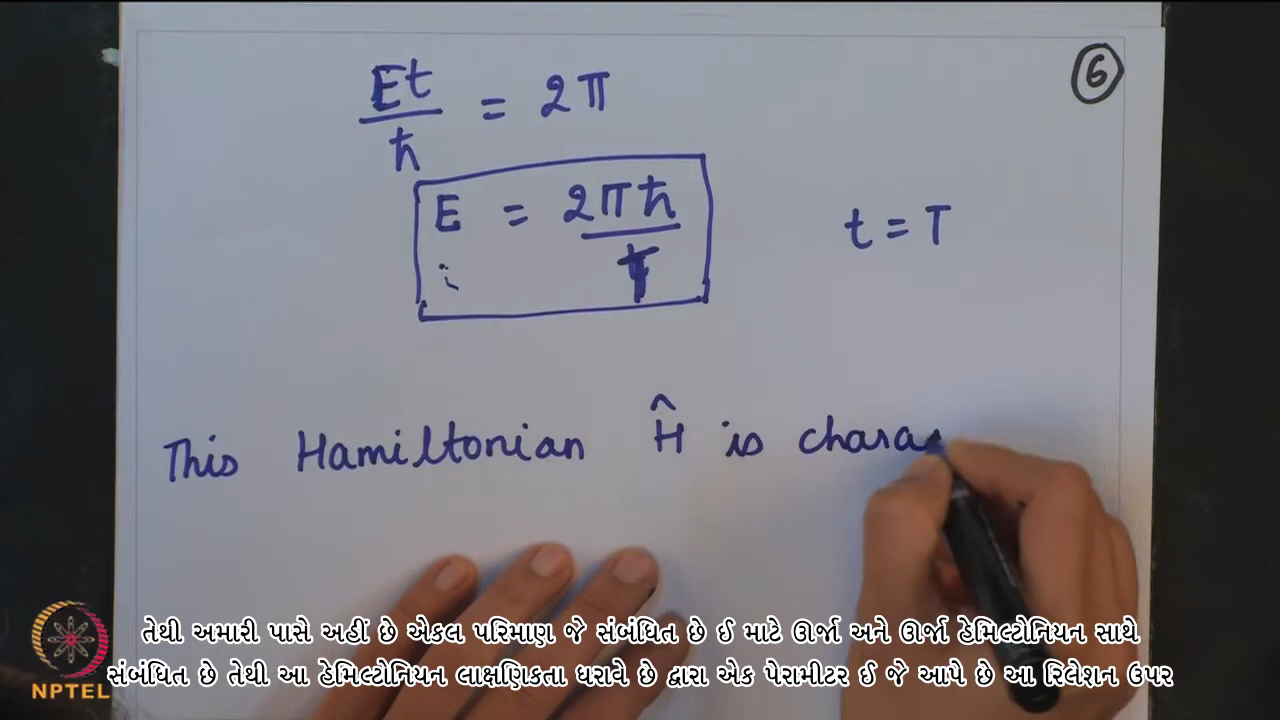 6
Et/ħ = 2π
E = 2πħ/T
t = T
This Hamiltonian Ĥ is chara
તેથી અમારી પાસે અહીં છે એકલ પરિમાણ જે સંબંધિત છે ઈ માટે ઊર્જા અને ઊર્જા હેમિલ્ટોનિયન સાથે
સંબંધિત છે તેથી આ હેમિલ્ટોનિયન લાક્ષણિકતા ધરાવે છે દ્વારા એક પેરામીટર ઈ જે આપે છે આ રિલેશન ઉપર
NPTEL